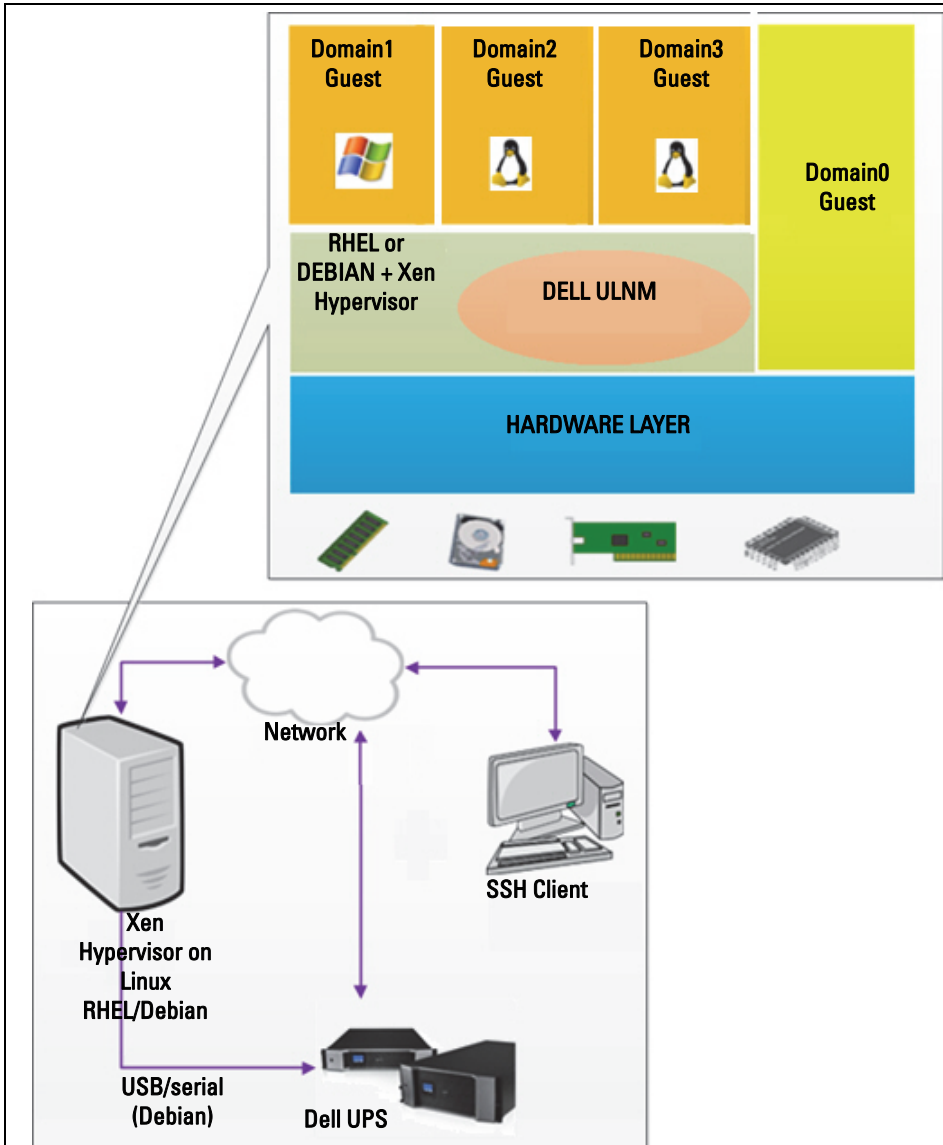 Domain1
Guest
Domain2
Guest
Domain3
Guest
Domain0
Guest
RHEL or
DEBIAN + Xen
Hypervisor
DELL ULNM
HARDWARE LAYER
Network
SSH Client
Xen
Hypervisor on
Linux
RHEL/Debian
USB/serial
(Debian)
Dell UPS